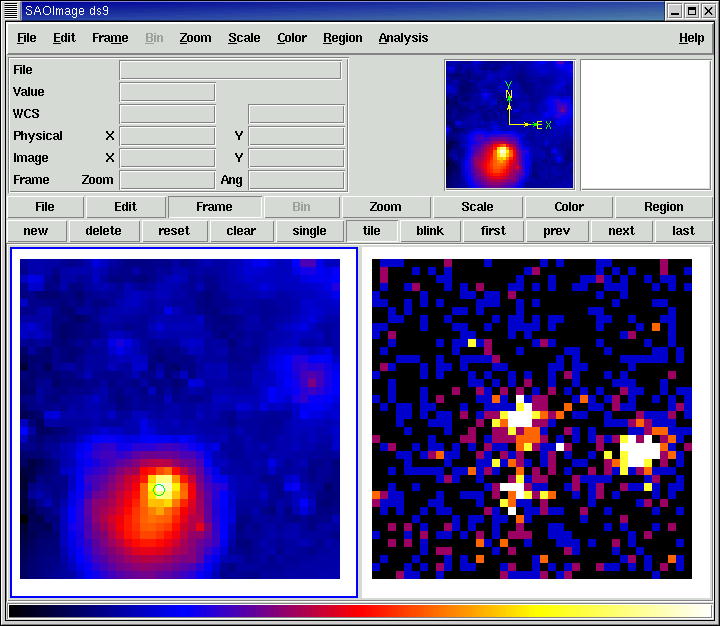 SAOImage ds9
File Edit Frame Bin Zoom Scale Color Region Analysis Help
File
Value
WCS
Physical X Y
Image X Y
Frame Zoom Ang
Y
N
E X
File Edit Frame Bin Zoom Scale Color Region
new delete reset clear single tile blink first prev next last